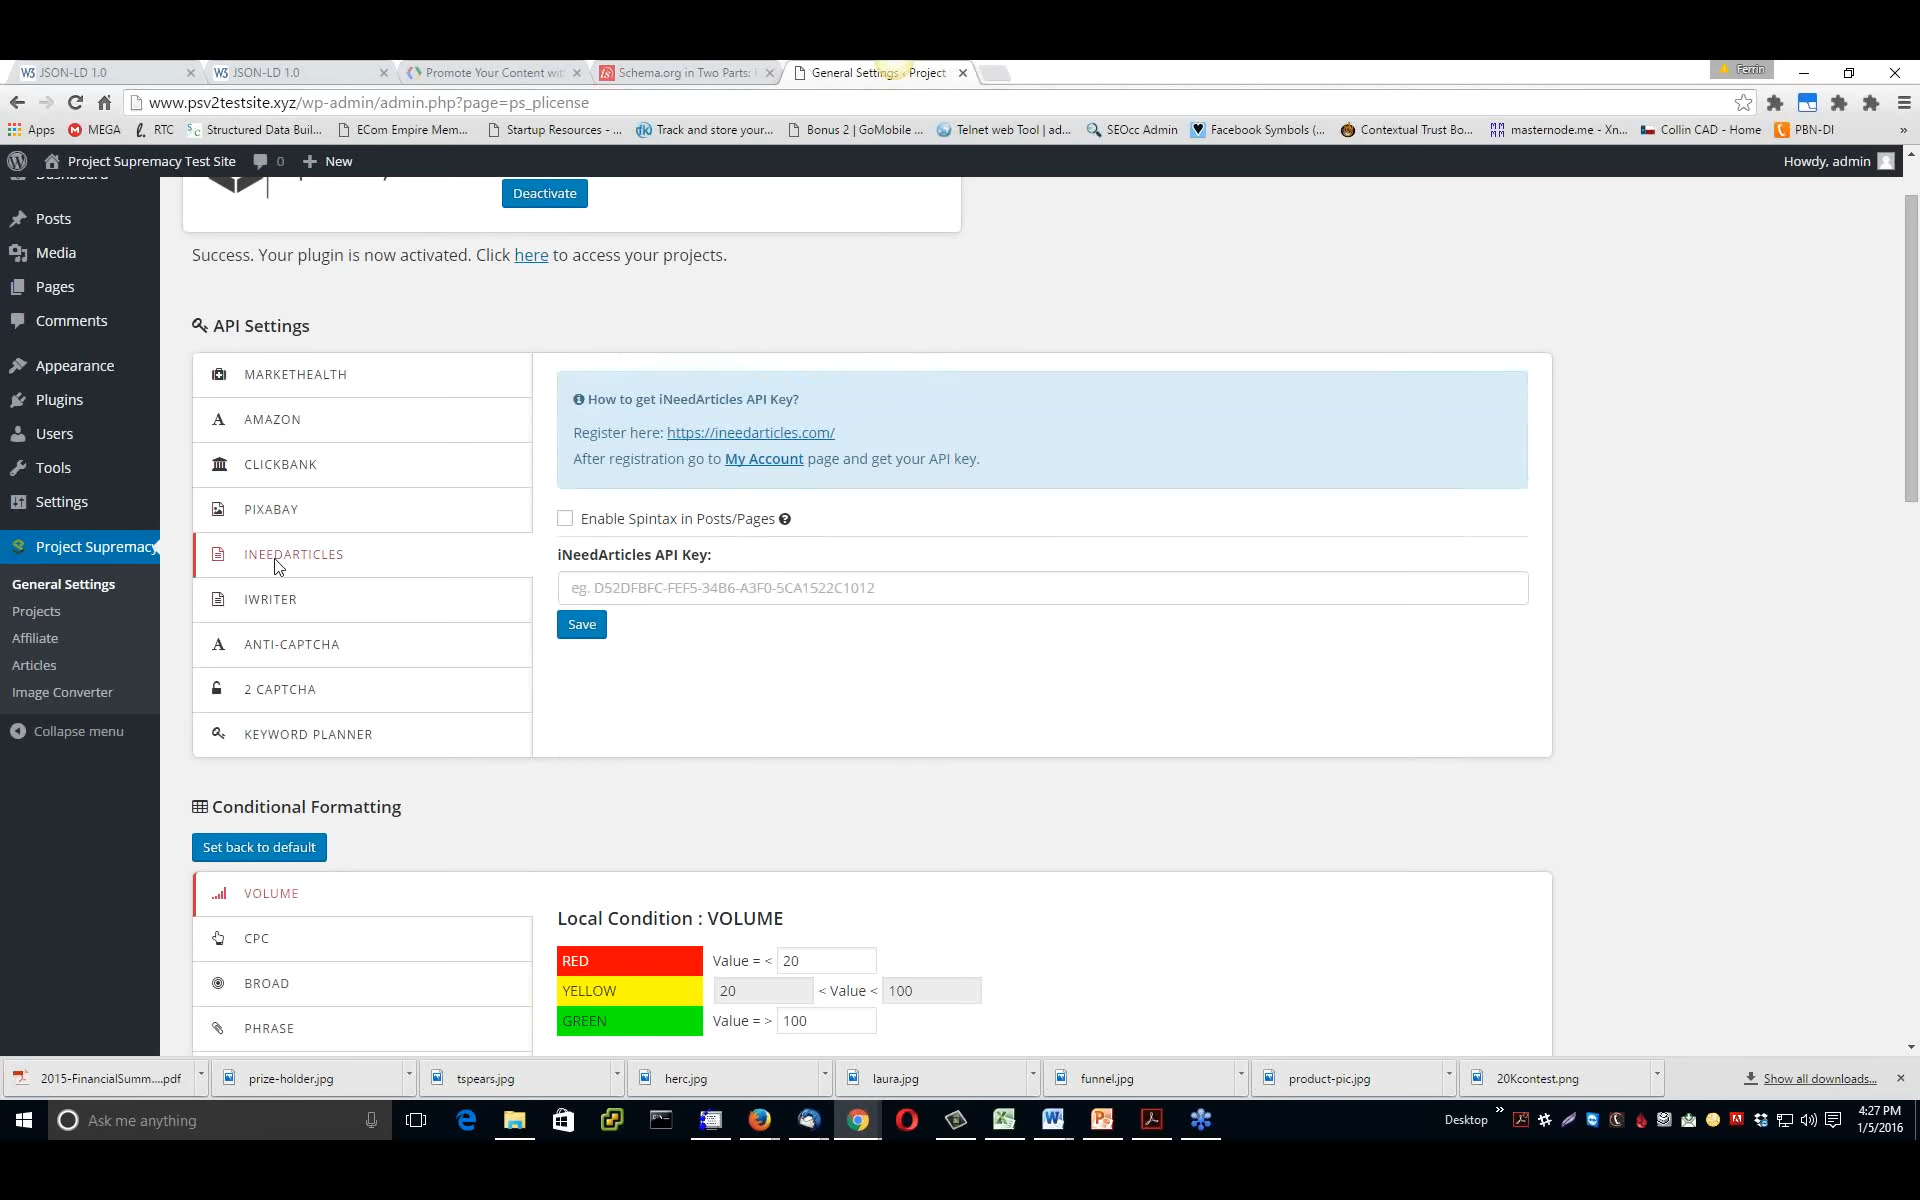 JSON-LD 1.0
JSON-LD 1.0
Promote Your Content wit
Schema.org in Two Parts:
General Settings ‹ Project
Ferrin
www.psv2testsite.xyz/wp-admin/admin.php?page=ps_plicense
Apps
MEGA
RTC
Structured Data Buil...
ECom Empire Mem...
Startup Resources - ...
Track and store your...
Bonus 2 | GoMobile ...
Telnet web Tool | ad...
SEOcc Admin
Facebook Symbols (...
Contextual Trust Bo...
masternode.me - Xn...
Collin CAD - Home
PBN-DI
»
Project Supremacy Test Site
0
New
Howdy, admin
Posts
Media
Pages
Comments
Appearance
Plugins
Users
Tools
Settings
Project Supremacy
General Settings
Projects
Affiliate
Articles
Image Converter
Collapse menu
Deactivate
Success. Your plugin is now activated. Click here to access your projects.
API Settings
MARKETHEALTH
AMAZON
CLICKBANK
PIXABAY
INEEDARTICLES
IWRITER
ANTI-CAPTCHA
2 CAPTCHA
KEYWORD PLANNER
How to get iNeedArticles API Key?
Register here: https://ineedarticles.com/
After registration go to My Account page and get your API key.
Enable Spintax in Posts/Pages
iNeedArticles API Key:
eg. D52DFBFC-FEF5-34B6-A3F0-5CA1522C1012
Save
Conditional Formatting
Set back to default
VOLUME
CPC
BROAD
PHRASE
Local Condition : VOLUME
RED Value = < 20
YELLOW 20 < Value < 100
GREEN Value = > 100
2015-FinancialSumm....pdf
prize-holder.jpg
tspears.jpg
herc.jpg
laura.jpg
funnel.jpg
product-pic.jpg
20Kcontest.png
Show all downloads...
Ask me anything
Desktop
»
4:27 PM
1/5/2016